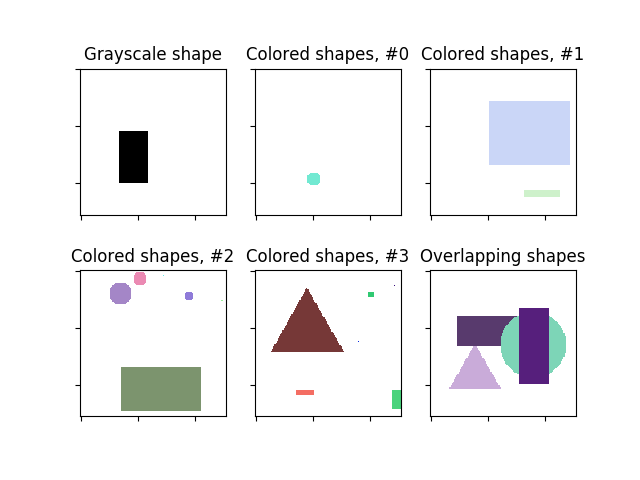 Grayscale shape
Colored shapes, #0
Colored shapes, #1
Colored shapes, #2
Colored shapes, #3
Overlapping shapes